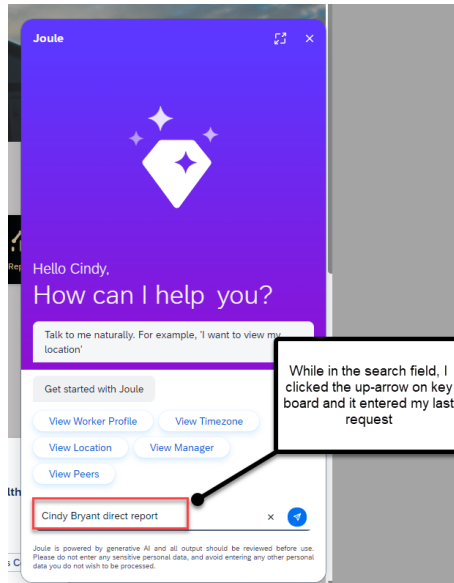 Joule
Hello Cindy,
How can I help you?
Talk to me naturally. For example, 'I want to view my
location'
While in the search field, I
clicked the up-arrow on key
board and it entered my last
request
Get started with Joule
View Worker Profile
View Timezone
View Location
View Manager
View Peers
Cindy Bryant direct report
Joule is powered by generative AI and all output should be reviewed before use.
Please do not enter any sensitive personal data, and avoid entering any other personal
data you do not wish to be processed.